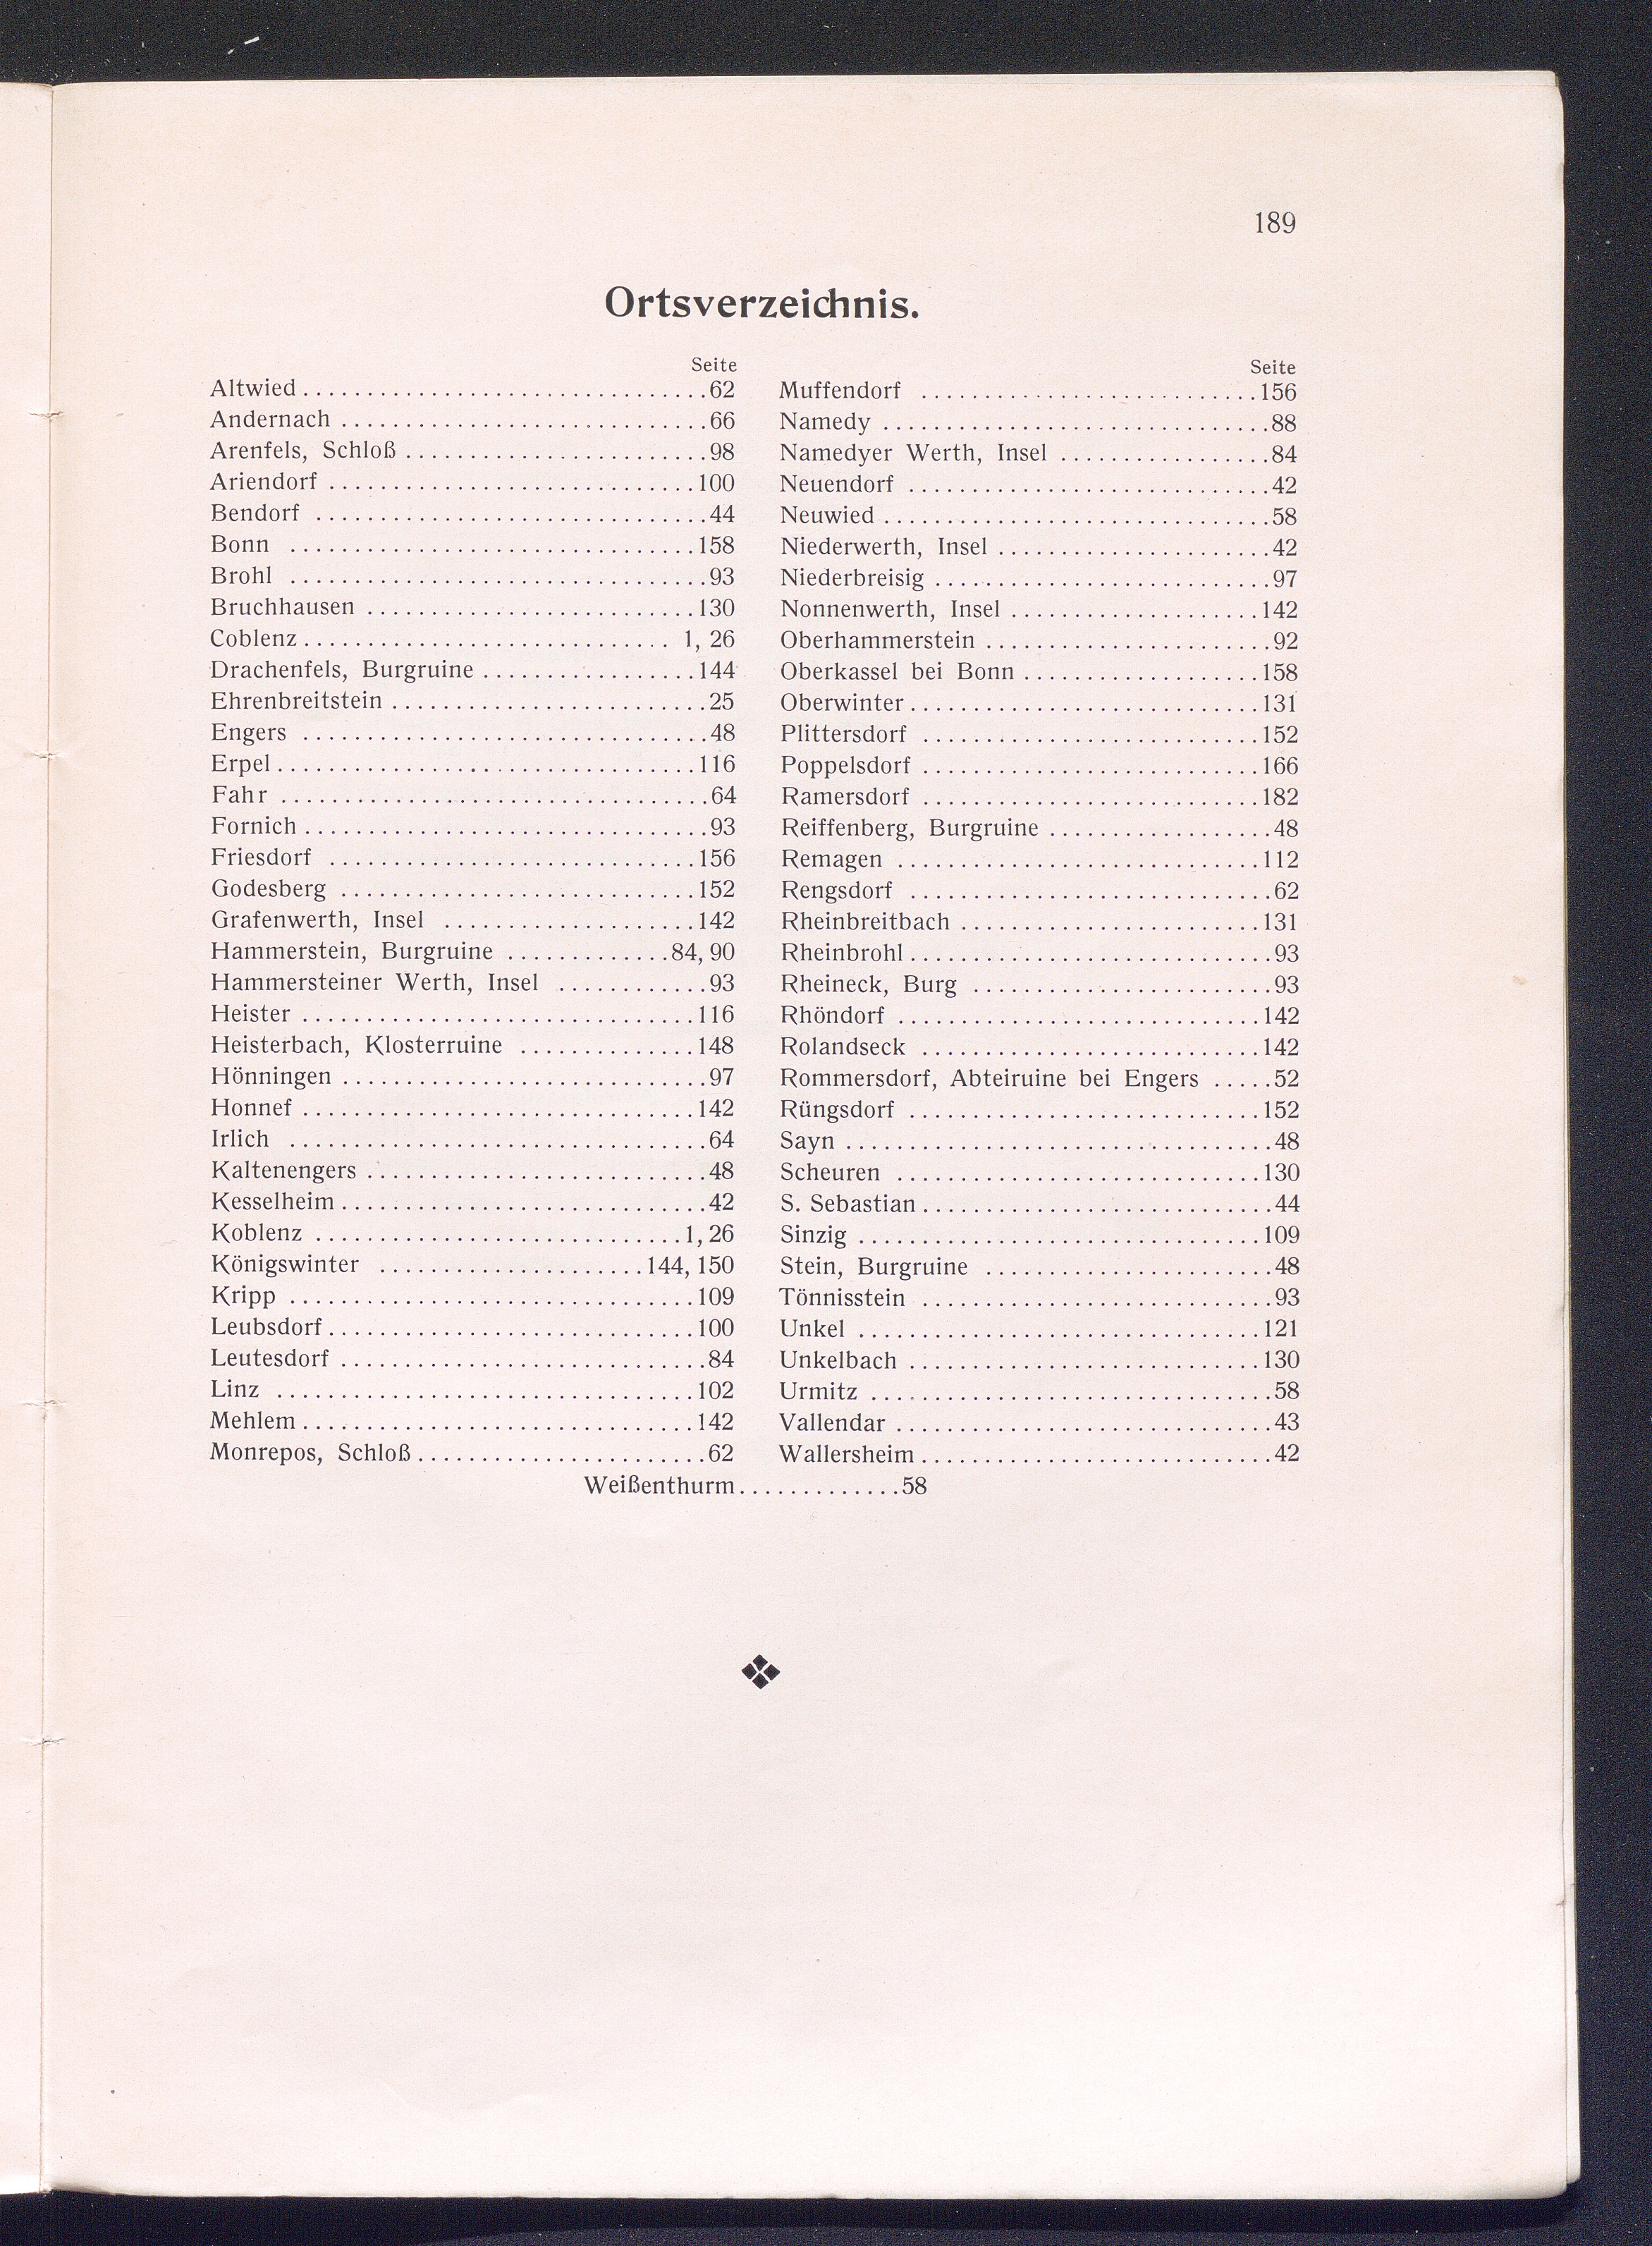 189
Ortsverzeichnis.
Seite
Altwied................................62
Andernach .............................66
Arenfels, Schloß........................98
Ariendorf .............................100
Bendorf ...............................44
Bonn ................................158
Brohl .................................93
Bruchhausen ..........................130
Coblenz............................. 1, 26
Drachenfels, Burgruine.................144
Ehrenbreitstein.........................25
Engers ................................48
Erpel.................................116
Fahr ..................................64
Fornich................................93
Friesdorf .............................156
Godesberg ............................152
Grafenwerth, Insel ....................142
Hammerstein, Burgruine .............84, 90
Hammersteiner Werth, Insel ............93
Heister ...............................116
Heisterbach, Klosterruine ..............148
Hönningen .............................97
Honnef ...............................142
Irlich .................................64
Kaltenengers ...........................48
Kesselheim.............................42
Koblenz .............................1, 26
Königswinter .....................144, 150
Kripp ................................109
Leubsdorf.............................100
Leutesdorf .............................84
Linz .................................102
Mehlem...............................142
Monrepos, Schloß.......................62
Seite
Muffendorf ...........................156
Namedy ...............................88
Namedyer Werth, Insel .................84
Neuendorf .............................42
Neuwied...............................58
Niederwerth, Insel ......................42
Niederbreisig ...........................97
Nonnenwerth, Insel ....................142
Oberhammerstein .......................92
Oberkassel bei Bonn ...................158
Oberwinter............................131
Plittersdorf ...........................152
Poppelsdorf ...........................166
Ramersdorf ...........................182
Reiffenberg, Burgruine ..................48
Remagen .............................112
Rengsdorf .............................62
Rheinbreitbach ........................131
Rheinbrohl.............................93
Rheineck, Burg ........................93
Rhöndorf .............................142
Rolandseck ...........................142
Rommersdorf, Abteiruine bei Engers .....52
Rüngsdorf ............................152
Sayn ..................................48
Scheuren .............................130
S. Sebastian............................44
Sinzig ................................109
Stein, Burgruine .......................48
Tönnisstein ............................93
Unkel ................................121
Unkelbach ............................130
Urmitz ................................58
Vallendar ..............................43
Wallersheim............................42
Weißenthurm.............58